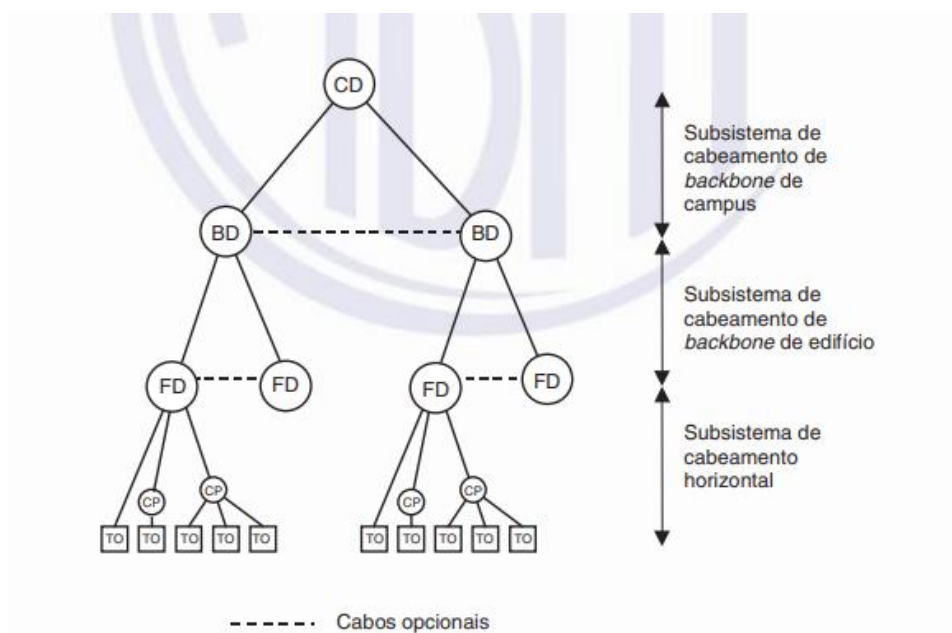 CD
Subsistema de
cabeamento de
backbone de
campus
BD
BD
Subsistema de
cabeamento de
backbone de edifício
FD
FD
FD
FD
Subsistema de
cabeamento
horizontal
CP
CP
CP
CP
TO
TO
TO
TO
TO
TO
TO
TO
TO
TO
Cabos opcionais